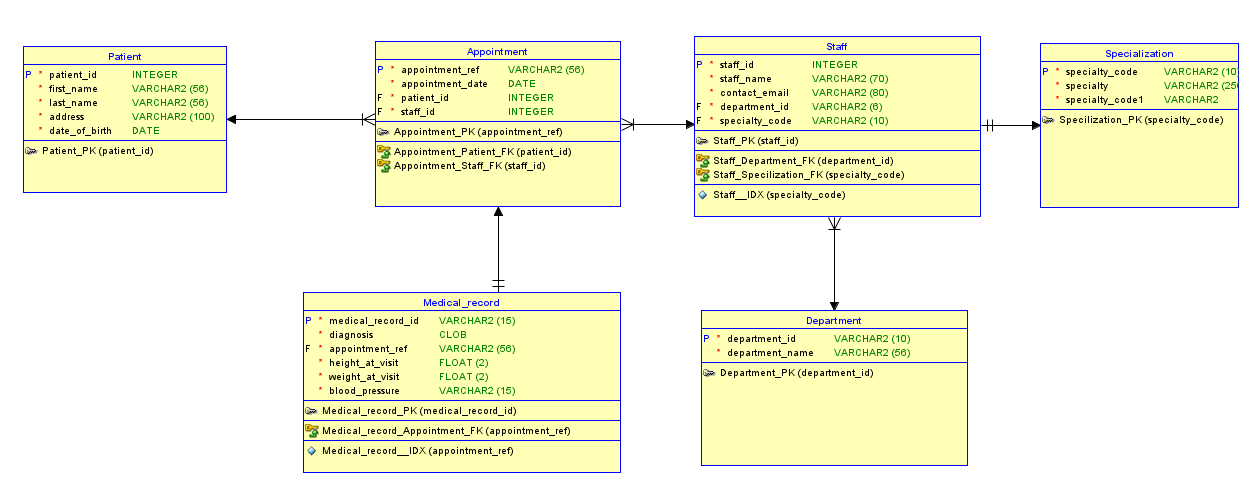 Patient
P * patient_id INTEGER
* first_name VARCHAR2 (56)
* last_name VARCHAR2 (56)
* address VARCHAR2 (100)
* date_of_birth DATE
Patient_PK (patient_id)
Appointment
P * appointment_ref VARCHAR2 (56)
* appointment_date DATE
F * patient_id INTEGER
F * staff_id INTEGER
Appointment_PK (appointment_ref)
Appointment_Patient_FK (patient_id)
Appointment_Staff_FK (staff_id)
Staff
P * staff_id INTEGER
* staff_name VARCHAR2 (70)
* contact_email VARCHAR2 (80)
F * department_id VARCHAR2 (6)
F * specialty_code VARCHAR2 (10)
Staff_PK (staff_id)
Staff_Department_FK (department_id)
Staff_Specilization_FK (specialty_code)
Staff__IDX (specialty_code)
Specialization
P * specialty_code VARCHAR2 (10
* specialty VARCHAR2 (25
* specialty_code1 VARCHAR2
Specilization_PK (specialty_code)
Medical_record
P * medical_record_id VARCHAR2 (15)
* diagnosis CLOB
F * appointment_ref VARCHAR2 (56)
* height_at_visit FLOAT (2)
* weight_at_visit FLOAT (2)
* blood_pressure VARCHAR2 (15)
Medical_record_PK (medical_record_id)
Medical_record_Appointment_FK (appointment_ref)
Medical_record__IDX (appointment_ref)
Department
P * department_id VARCHAR2 (10)
* department_name VARCHAR2 (56)
Department_PK (department_id)